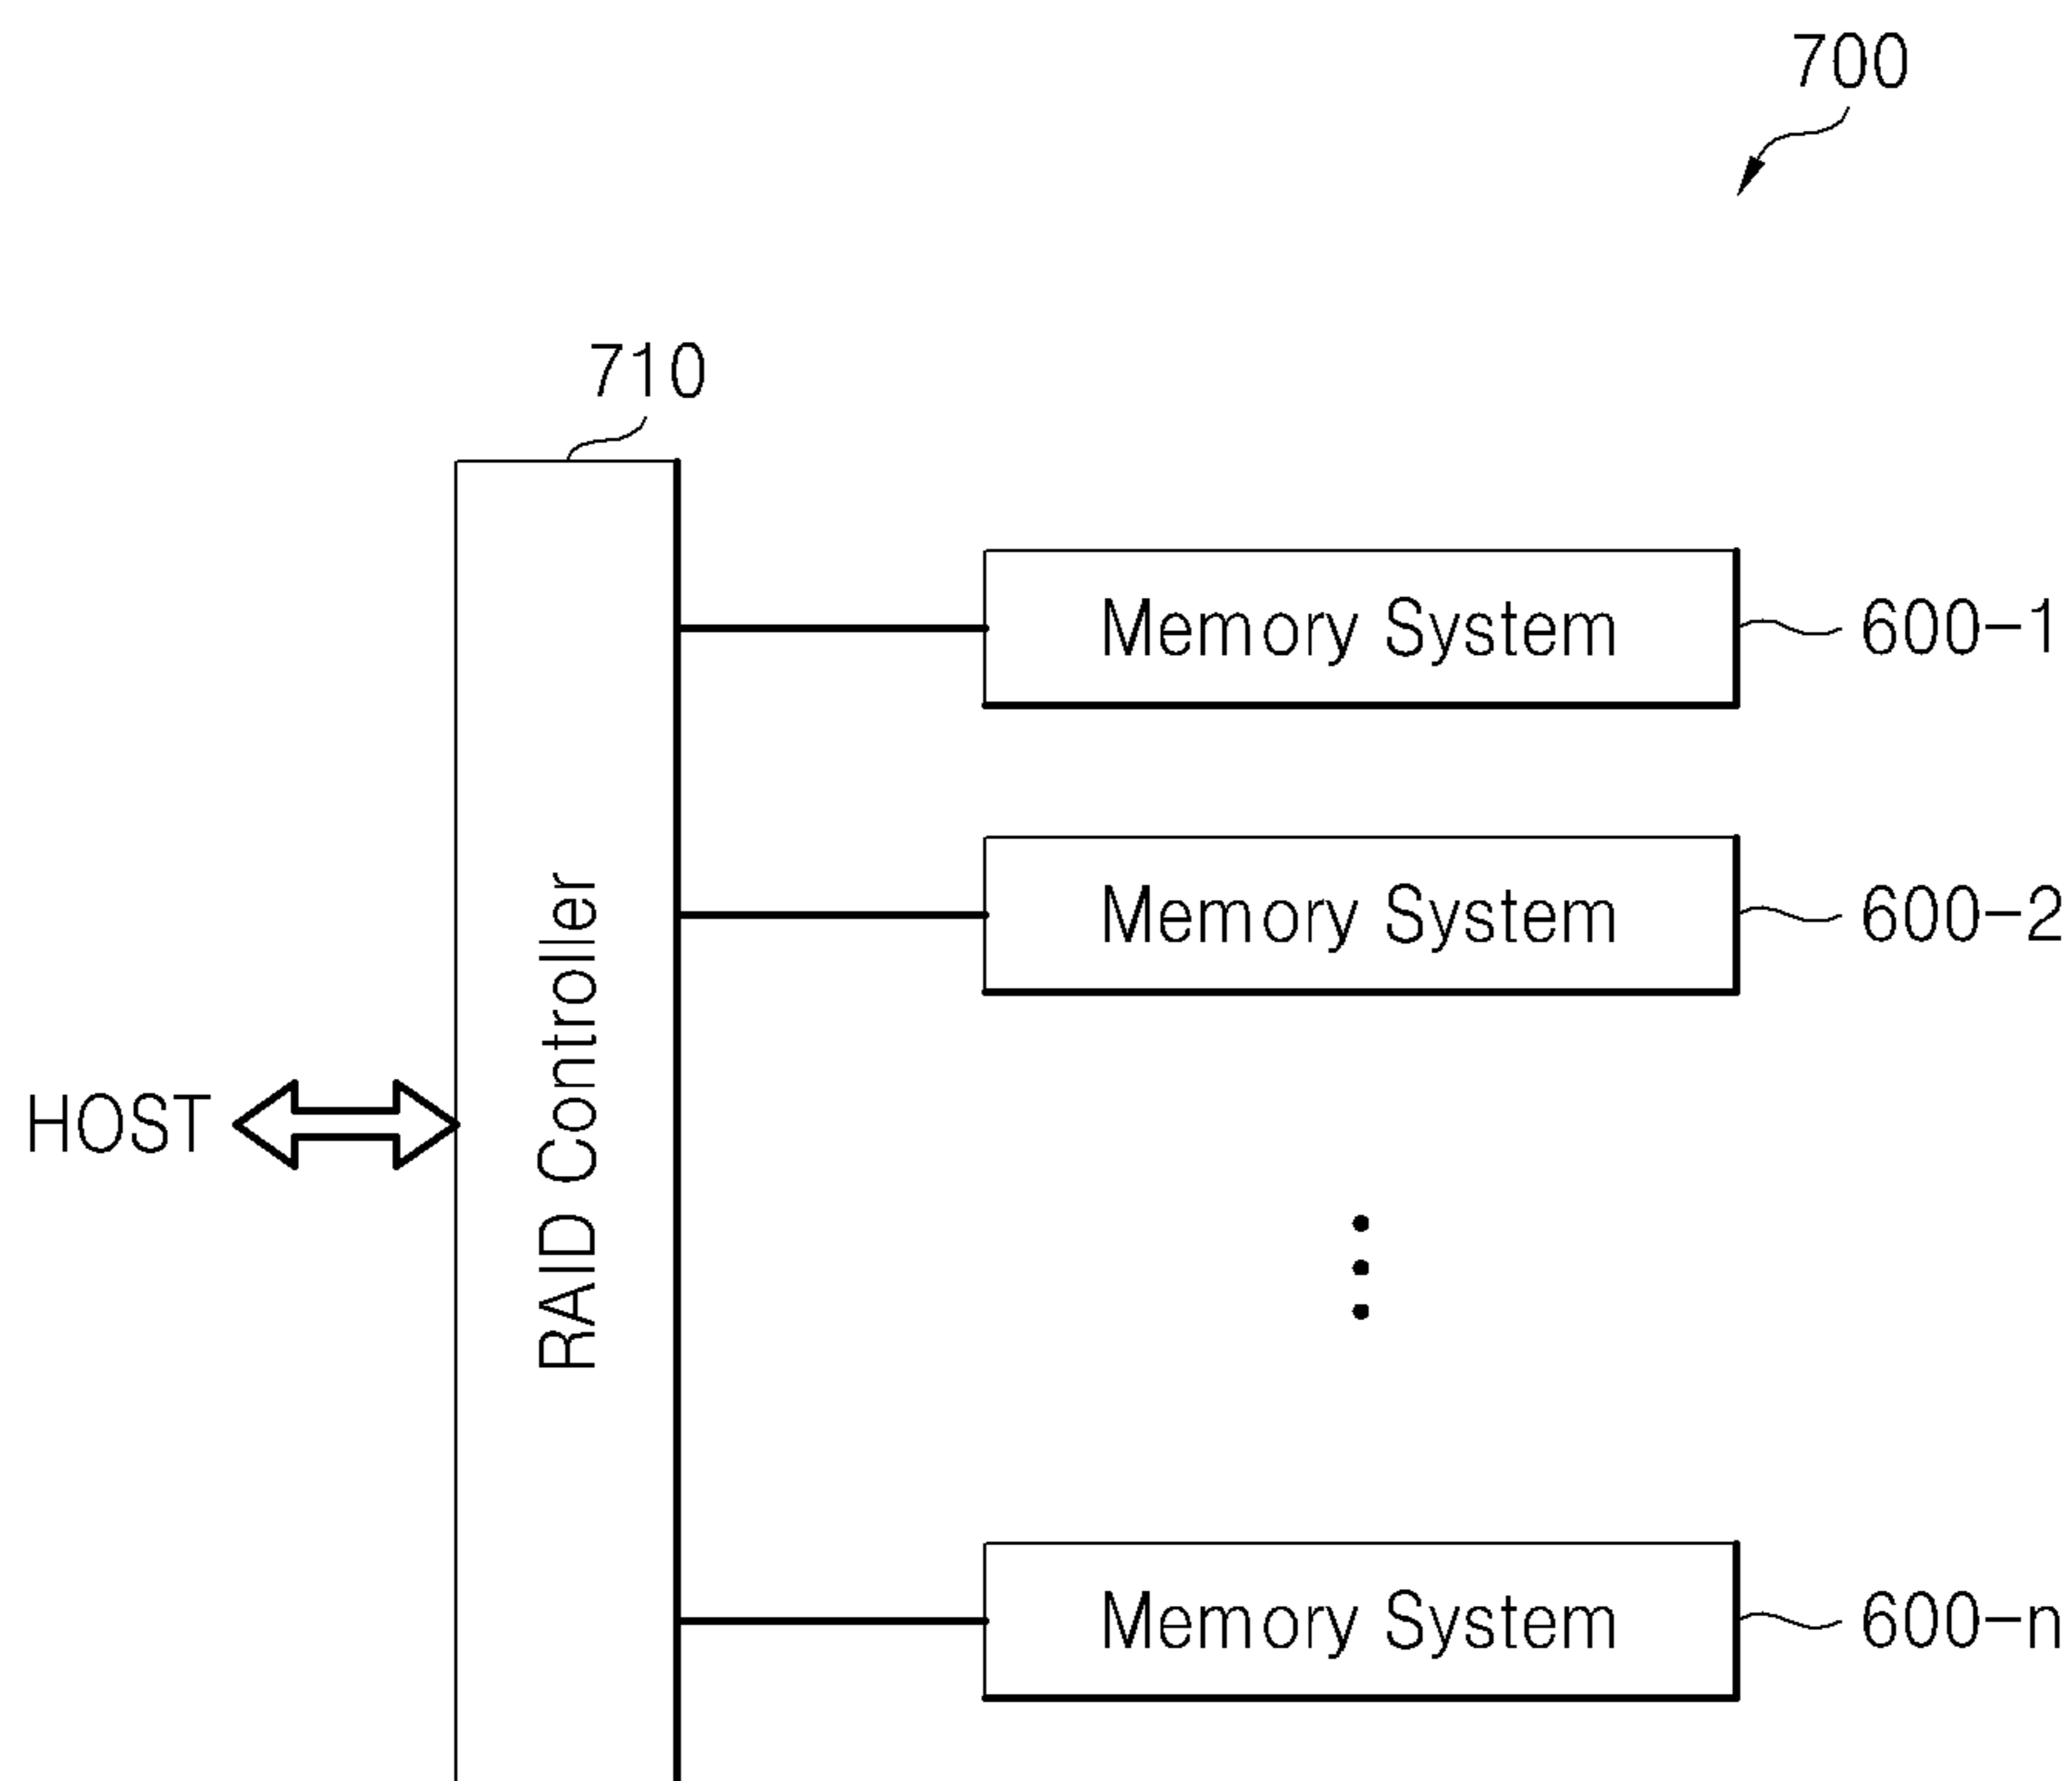 700
710
Memory System
600-1
Memory System
600-2
RAID Controller
HOST
Memory System
600-n